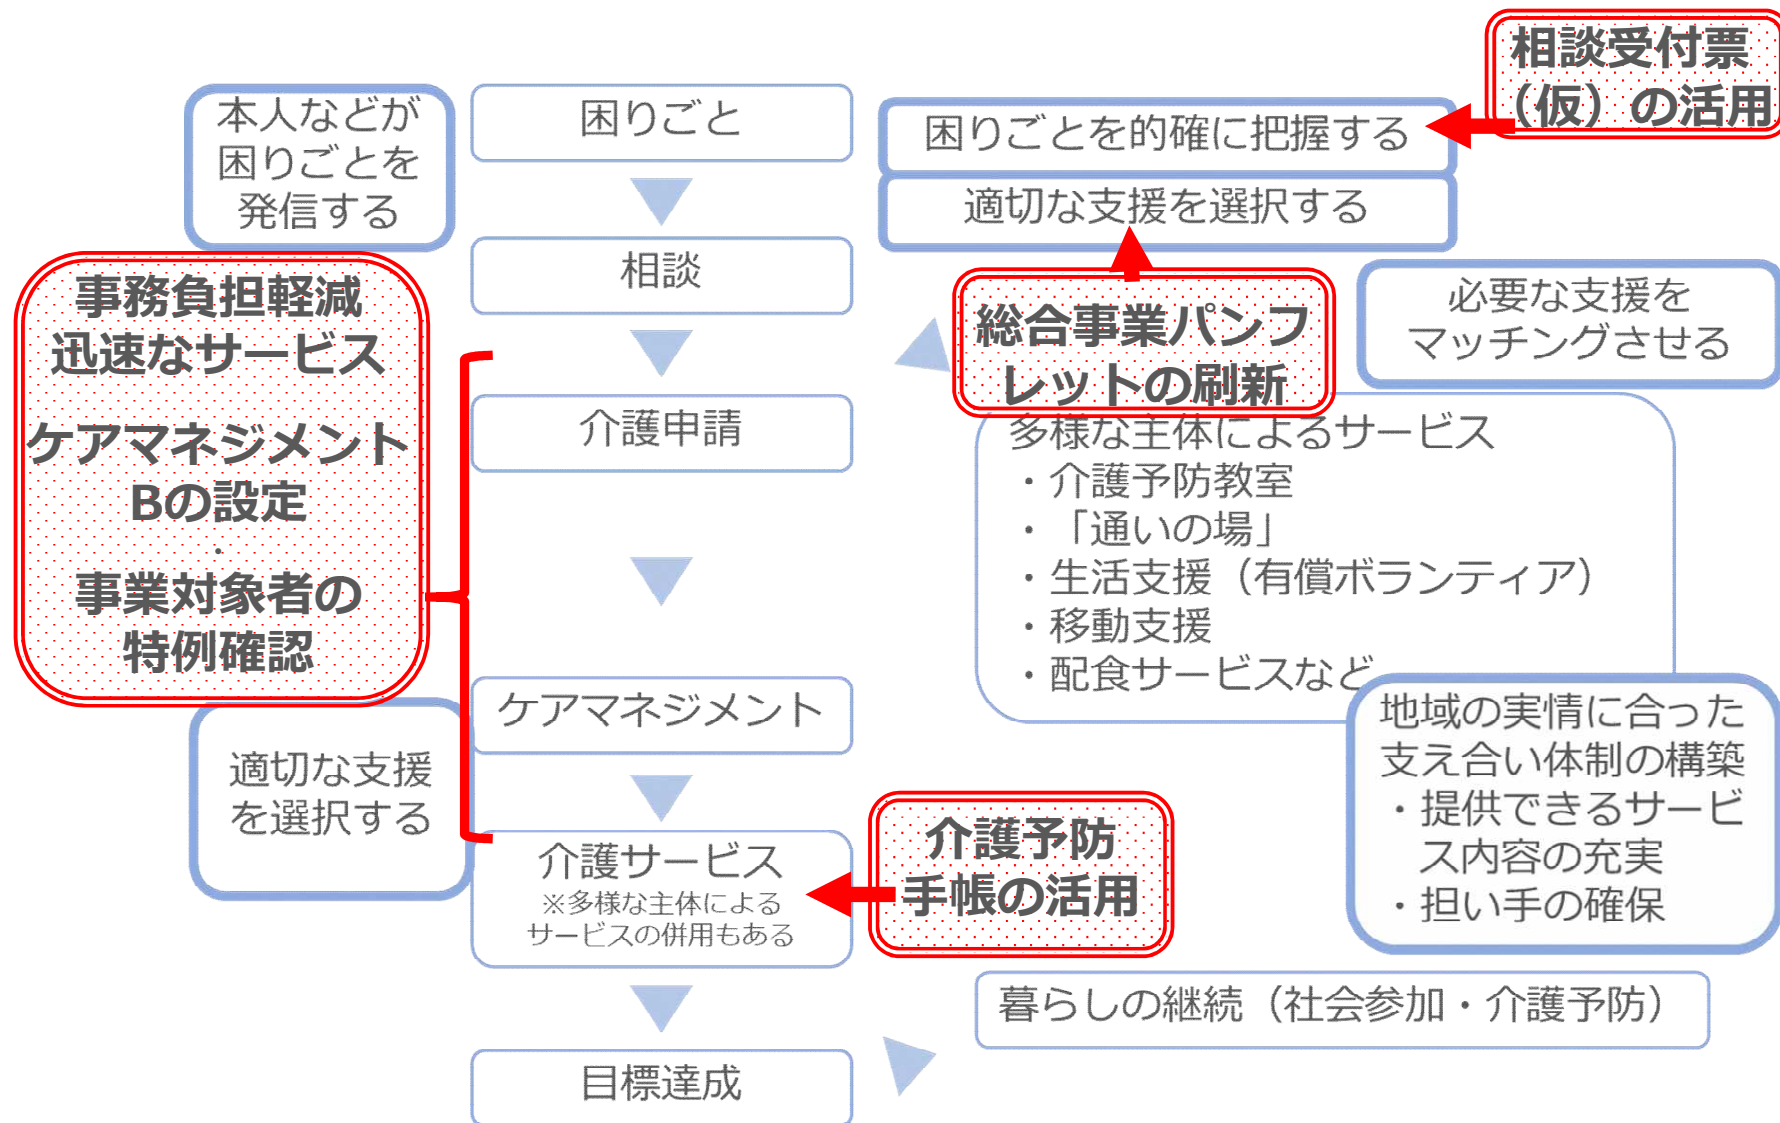 相談受付票
（仮）の活用
本人などが
困りごとを
発信する
困りごと
困りごとを的確に把握する
適切な支援を選択する
相談
事務負担軽減
迅速なサービス
ケアマネジメント
Bの設定
・
事業対象者の
特例確認
総合事業パンフ
レットの刷新
必要な支援を
マッチングさせる
介護申請
多様な主体によるサービス
・介護予防教室
・「通いの場」
・生活支援（有償ボランティア）
・移動支援
・配食サービスなど
ケアマネジメント
地域の実情に合った
支え合い体制の構築
・提供できるサービ
ス内容の充実
・担い手の確保
適切な支援
を選択する
介護サービス
※多様な主体による
サービスの併用もある
介護予防
手帳の活用
暮らしの継続（社会参加・介護予防）
目標達成